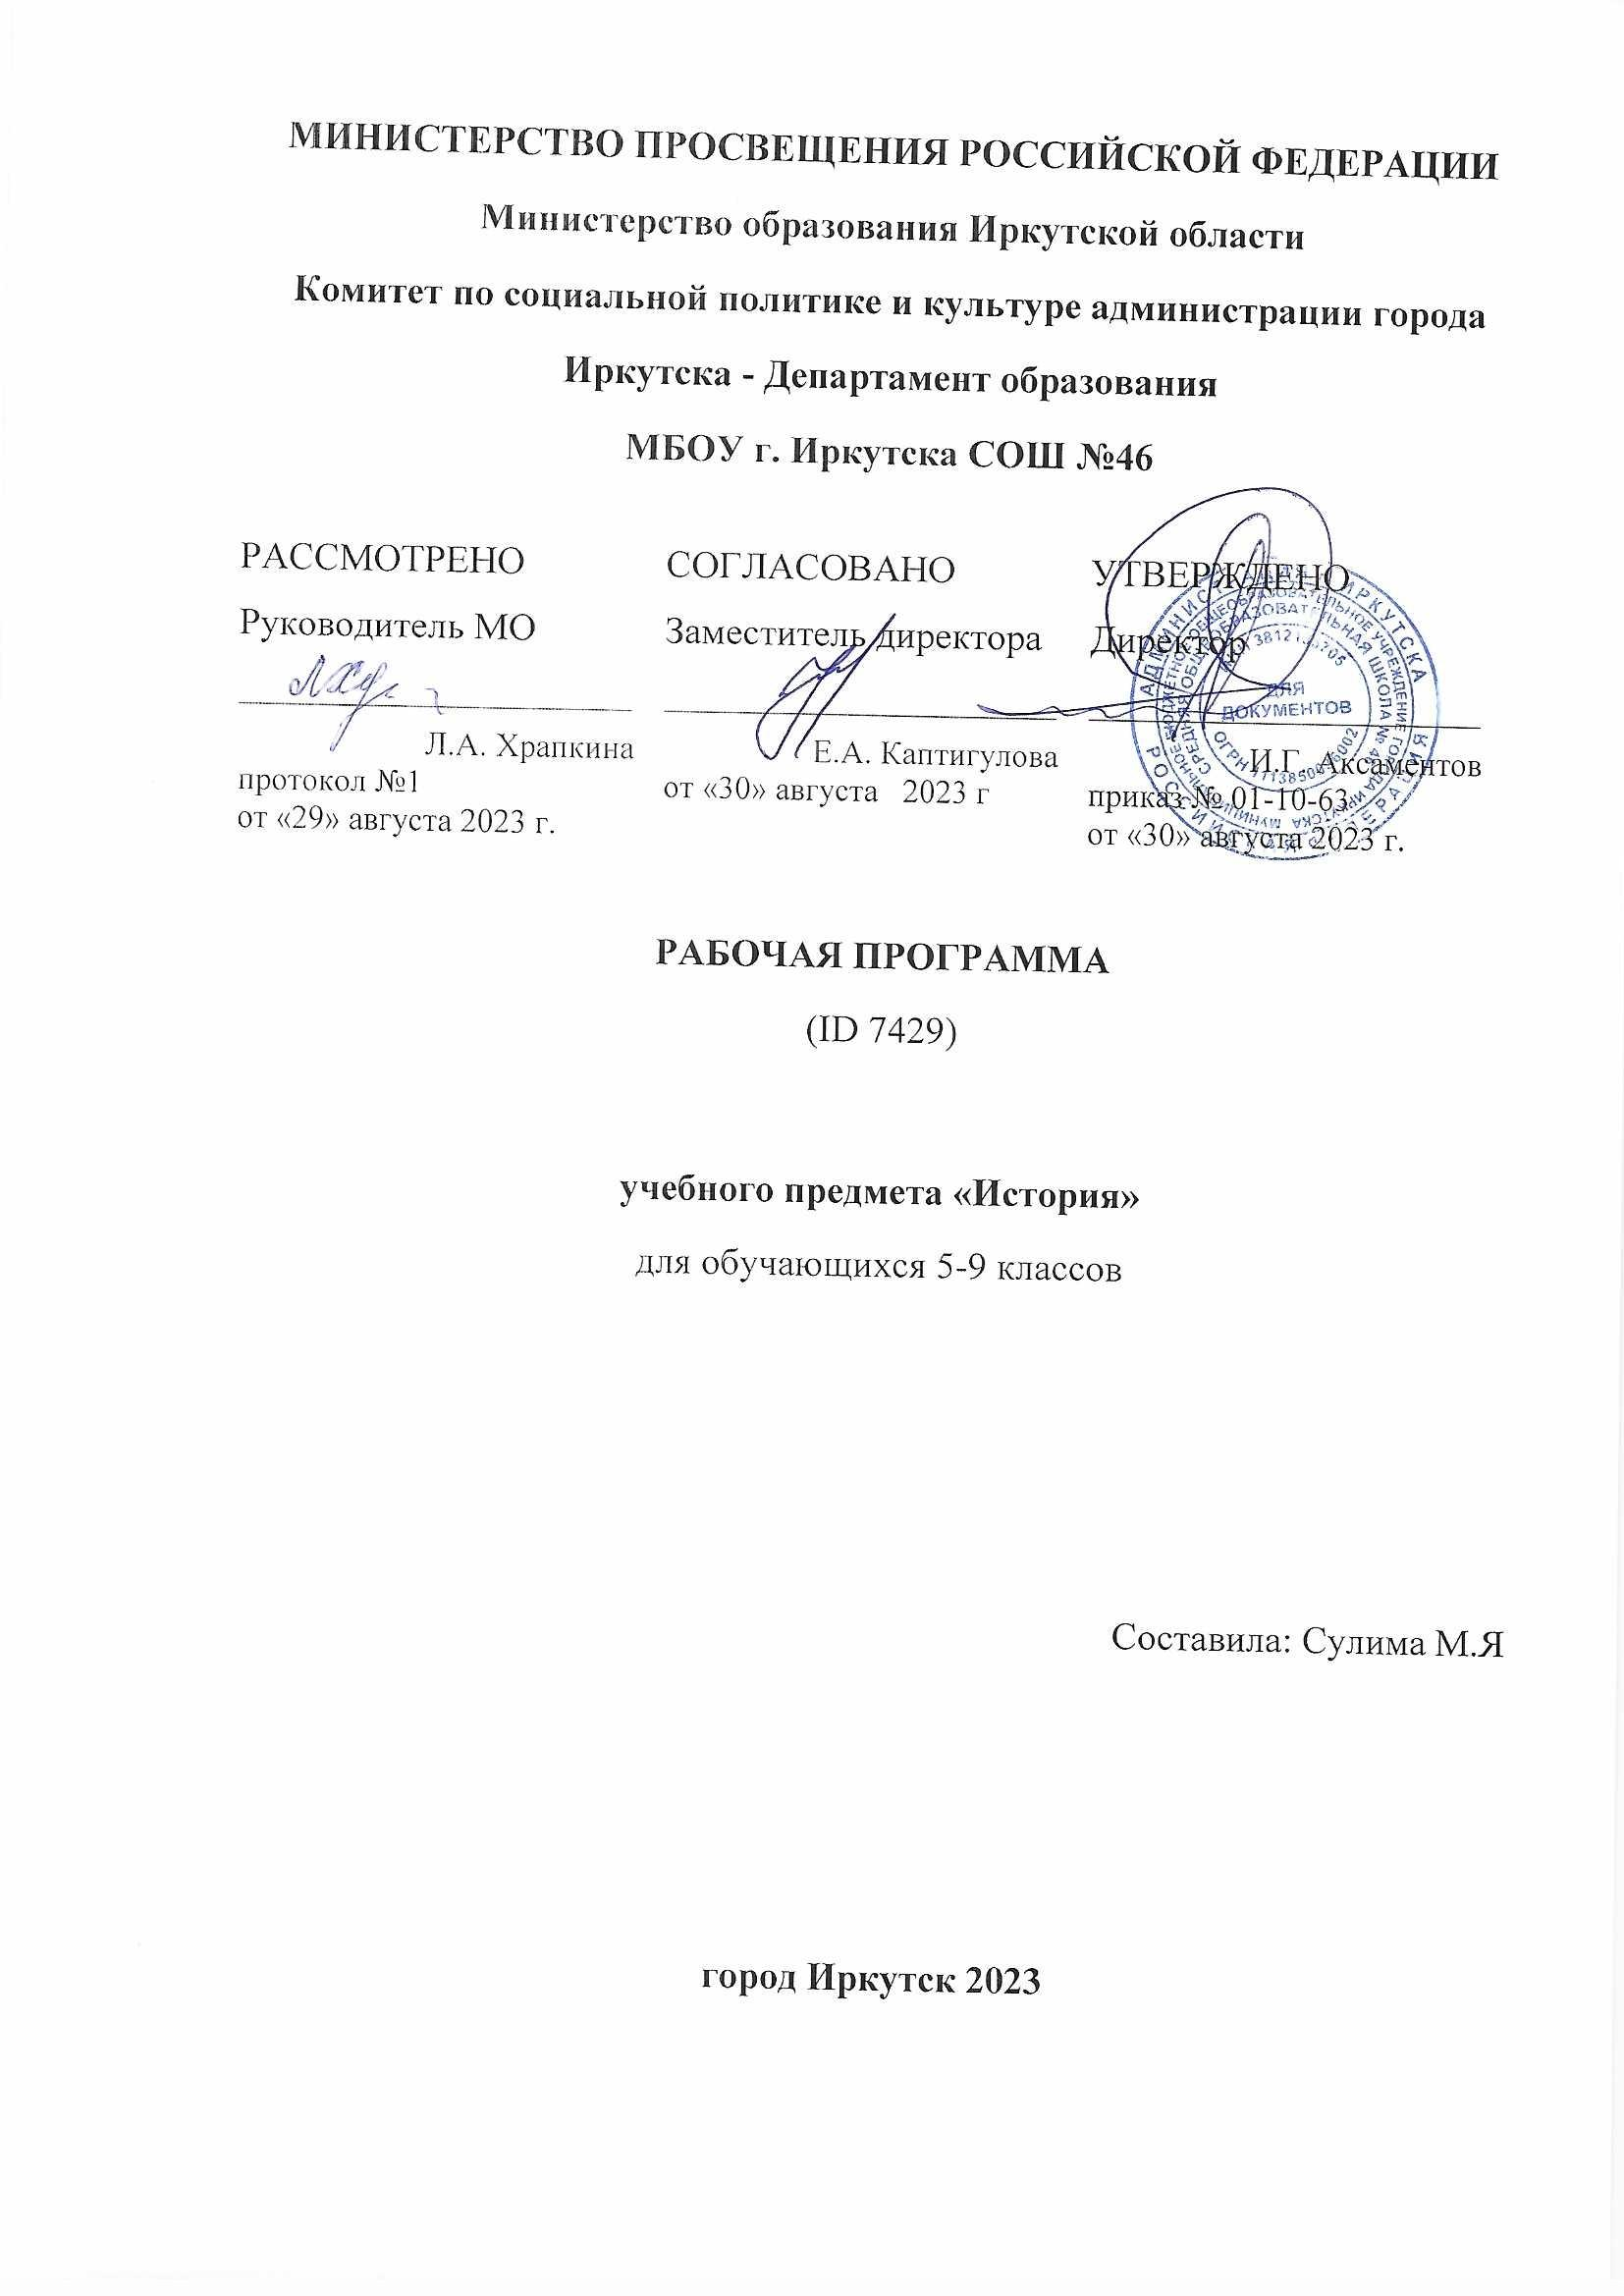 МИНИСТЕРСТВО ПРОСВЕЩЕНИЯ РОССИЙСКОЙ ФЕДЕРАЦИИ
Министерство образования Иркутской области
Комитет по социальной политике и культуре администрации города
Иркутска - Департамент образования
МБОУ г. Иркутска СОШ №46
РАССМОТРЕНО
Руководитель МО
Л.А. Храпкина
протокол №1
от «29» августа 2023 г.
СОГЛАСОВАНО
Заместитель директора
Е.А. Каптигулова
от «30» августа 2023 г
УТВЕРЖДЕНО
Директор
И.Г. Аксаментов
приказ № 01-10-63
от «30» августа 2023 г.
ДЛЯ
ДОКУМЕНТОВ
РАБОЧАЯ ПРОГРАММА
(ID 7429)
учебного предмета «История»
для обучающихся 5-9 классов
Составила: Сулима М.Я
город Иркутск 2023